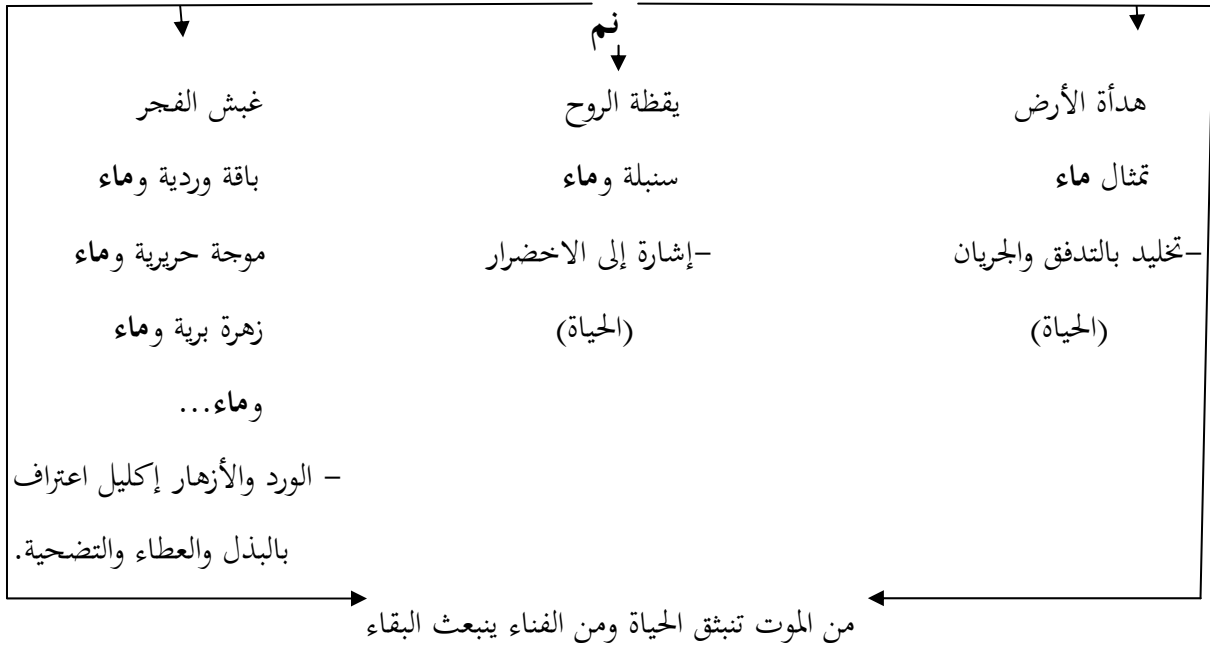 نم
هدأة الأرض
تمثال ماء
-تخليد بالتدفق والجريان
(الحياة)
يقظة الروح
سنبلة وماء
-إشارة إلى الاخضرار
(الحياة)
غبش الفجر
باقة وردية وماء
موجة حريرية وماء
زهرة برية وماء
وماء...
- الورد والأزهار إكليل اعتراف
بالبذل والعطاء والتضحية.
من الموت تنبثق الحياة ومن الفناء ينبعث البقاء